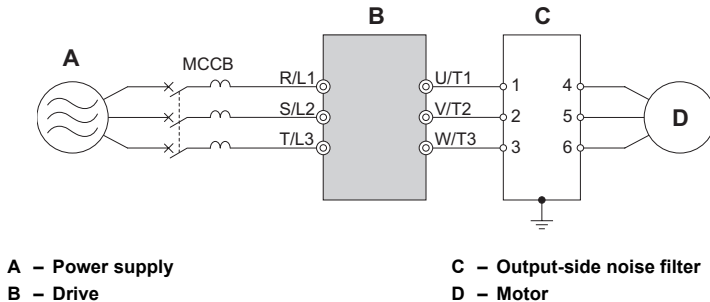 B
C
A
MCCB
R/L1
U/T1
1
4
S/L2
V/T2
2
5
D
T/L3
W/T3
3
6
A – Power supply
B – Drive
C – Output-side noise filter
D – Motor